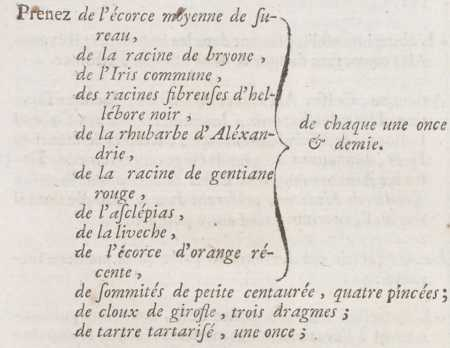 Prenez de l'écorce moyenne de ſu-
reau,
de la racine de bryone,
de l'Iris commune,
des racines fibreuſes d'hel-
lébore noir,
de la rhubarbe d'Aléxan-
drie,
de la racine de gentiane
rouge,
de l'aſclépias,
de la liveche,
de l'écorce d'orange ré-
cente,
de chaque une once
& demie.
de ſommités de petite centaurée, quatre pincées;
de cloux de girofle, trois dragmes;
de tartre tartariſé, une once;